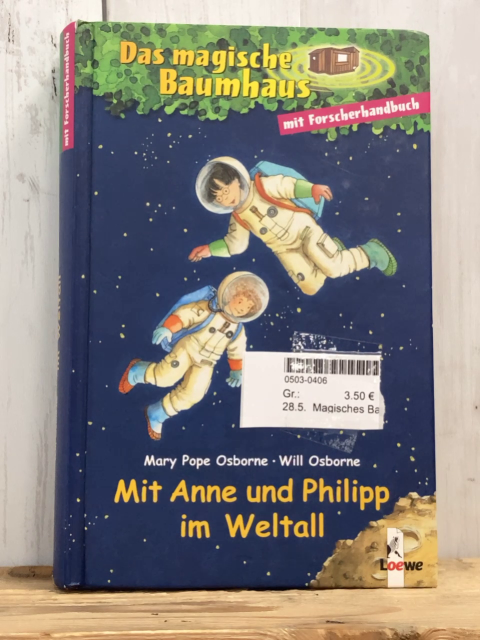 mit Forscherhandbuch
Das magische
Baumhaus
mit Forscherhandbuch
0503-0406
Gr.: 3.50 €
28.5. Magisches Ba
Mary Pope Osborne · Will Osborne
Mit Anne und Philipp
im Weltall
Loewe